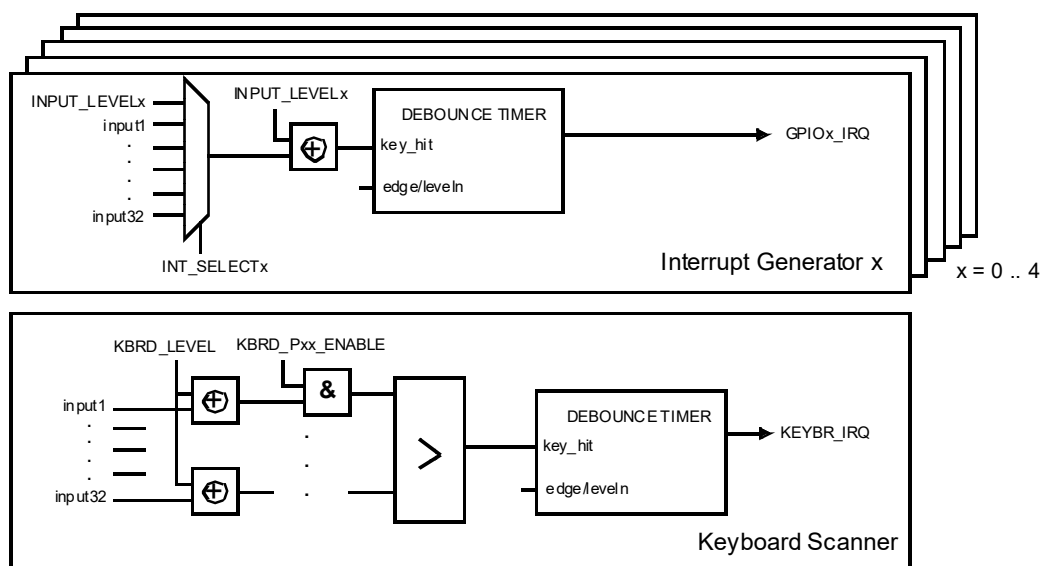 INPUT_LEVELx
input1
.
.
.
.
input32
INT_SELECTx
INPUT_LEVELx
DEBOUNCE TIMER
key_hit
edge/leveln
GPIOx_IRQ
Interrupt Generator x
x = 0 .. 4
KBRD_LEVEL
KBRD_Pxx_ENABLE
&
input1
.
.
.
.
input32
.
.
.
>
DEBOUNCE TIMER
key_hit
edge/leveln
KEYBR_IRQ
Keyboard Scanner